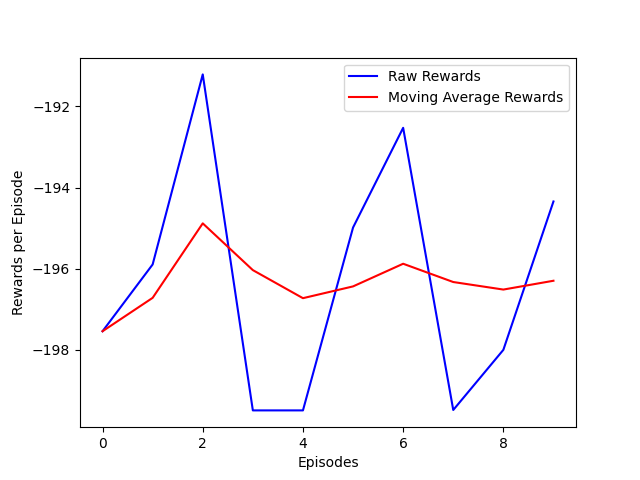 Raw Rewards
Moving Average Rewards
−192
−194
−196
−198
Rewards per Episode
0 2 4 6 8
Episodes